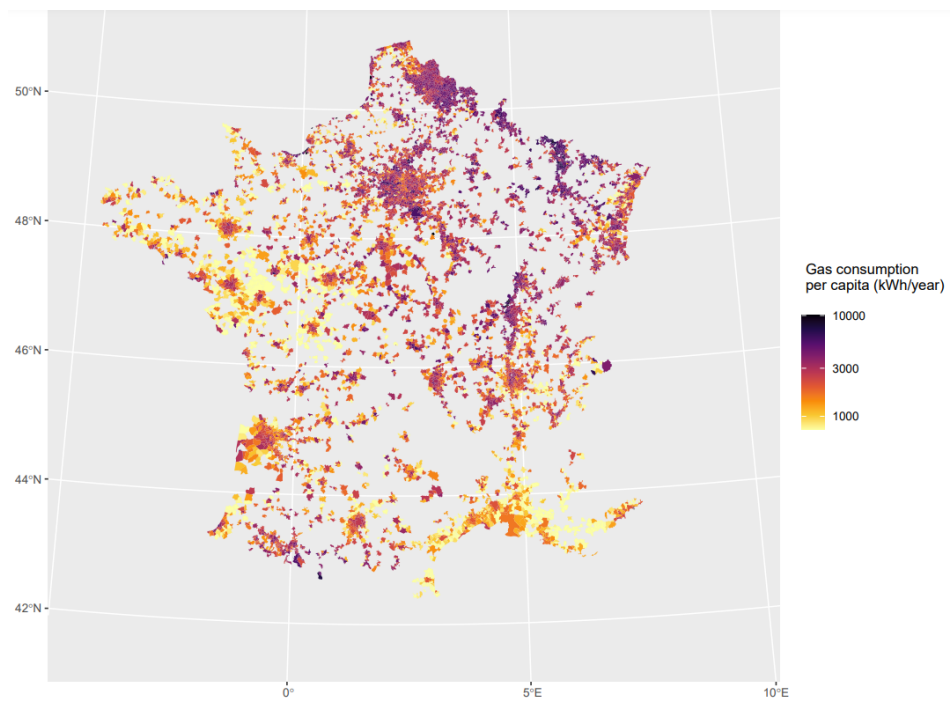 50°N
48°N
46°N
44°N
42°N
0°
5°E
10°E
Gas consumption
per capita (kWh/year)
10000
3000
1000